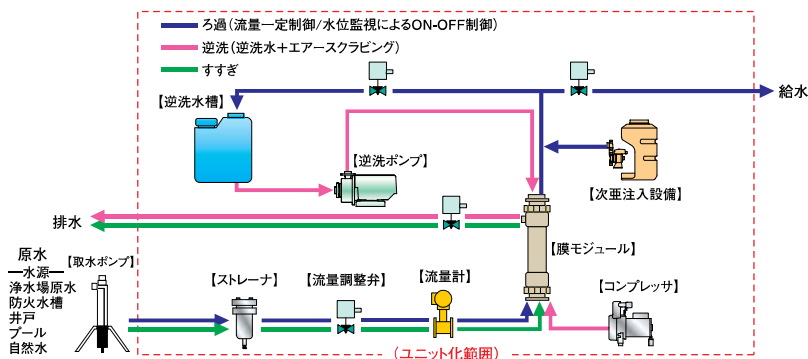 ろ過(流量一定制御/水位監視によるON-OFF制御)
逆洗(逆洗水+エアースクラビング)
すすぎ
【逆洗水槽】
給水
【逆洗ポンプ】
【次亜注入設備】
排水
【膜モジュール】
原水
―水源―
浄水場原水
防火水槽
井戸
プール
自然水
【取水ポンプ】
【ストレーナ】
【流量調整弁】
【流量計】
【コンプレッサ】
(ユニット化範囲)